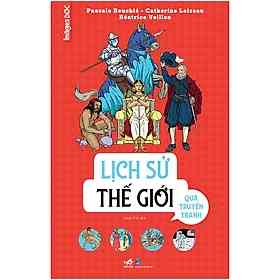 Pascale Bouchié - Catherine Loizeau
Béatrice Veillon
LỊCH SỬ
THẾ GIỚI
QUA
TRUYỆN
TRANH